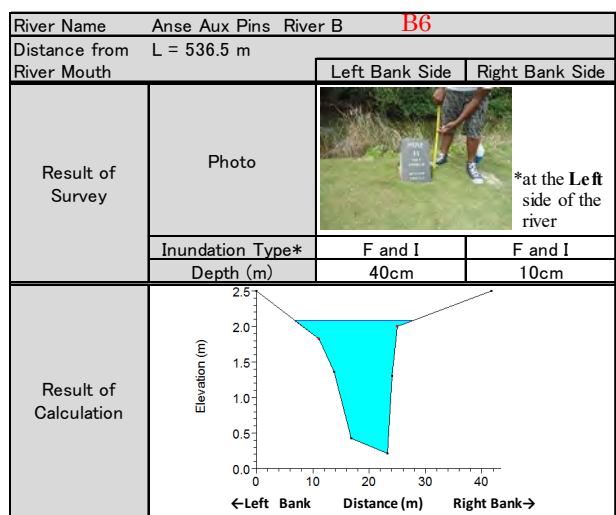 River Name Anse Aux Pins River B B6
Distance from L = 536.5 m
River Mouth Left Bank Side Right Bank Side
Result of
Survey
Photo
*at the Left
side of the
river
Inundation Type* F and I F and I
Depth (m) 40cm 10cm
Result of
Calculation
Elevation (m)
2.5
2.0
1.5
1.0
0.5
0.0
0 10 20 30 40
←Left Bank Distance (m) Right Bank→